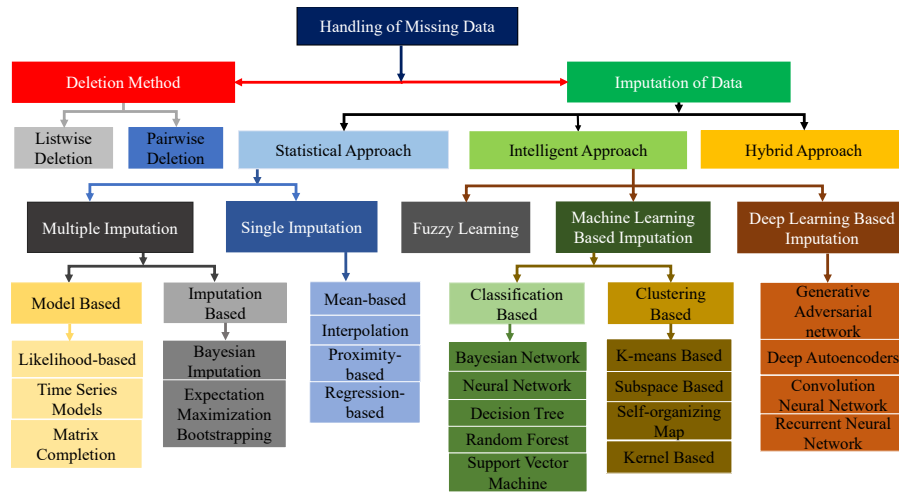 Handling of Missing Data
Deletion Method
Imputation of Data
Listwise
Deletion
Pairwise
Deletion
Statistical Approach
Intelligent Approach
Hybrid Approach
Multiple Imputation
Single Imputation
Fuzzy Learning
Machine Learning
Based Imputation
Deep Learning Based
Imputation
Model Based
Imputation
Based
Mean-based
Interpolation
Proximity-
based
Regression-
based
Classification
Based
Clustering
Based
Generative
Adversarial
network
Likelihood-based
Time Series
Models
Matrix
Completion
Bayesian
Imputation
Expectation
Maximization
Bootstrapping
Bayesian Network
Neural Network
Decision Tree
Random Forest
Support Vector
Machine
K-means Based
Subspace Based
Self-organizing
Map
Kernel Based
Deep Autoencoders
Convolution
Neural Network
Recurrent Neural
Network